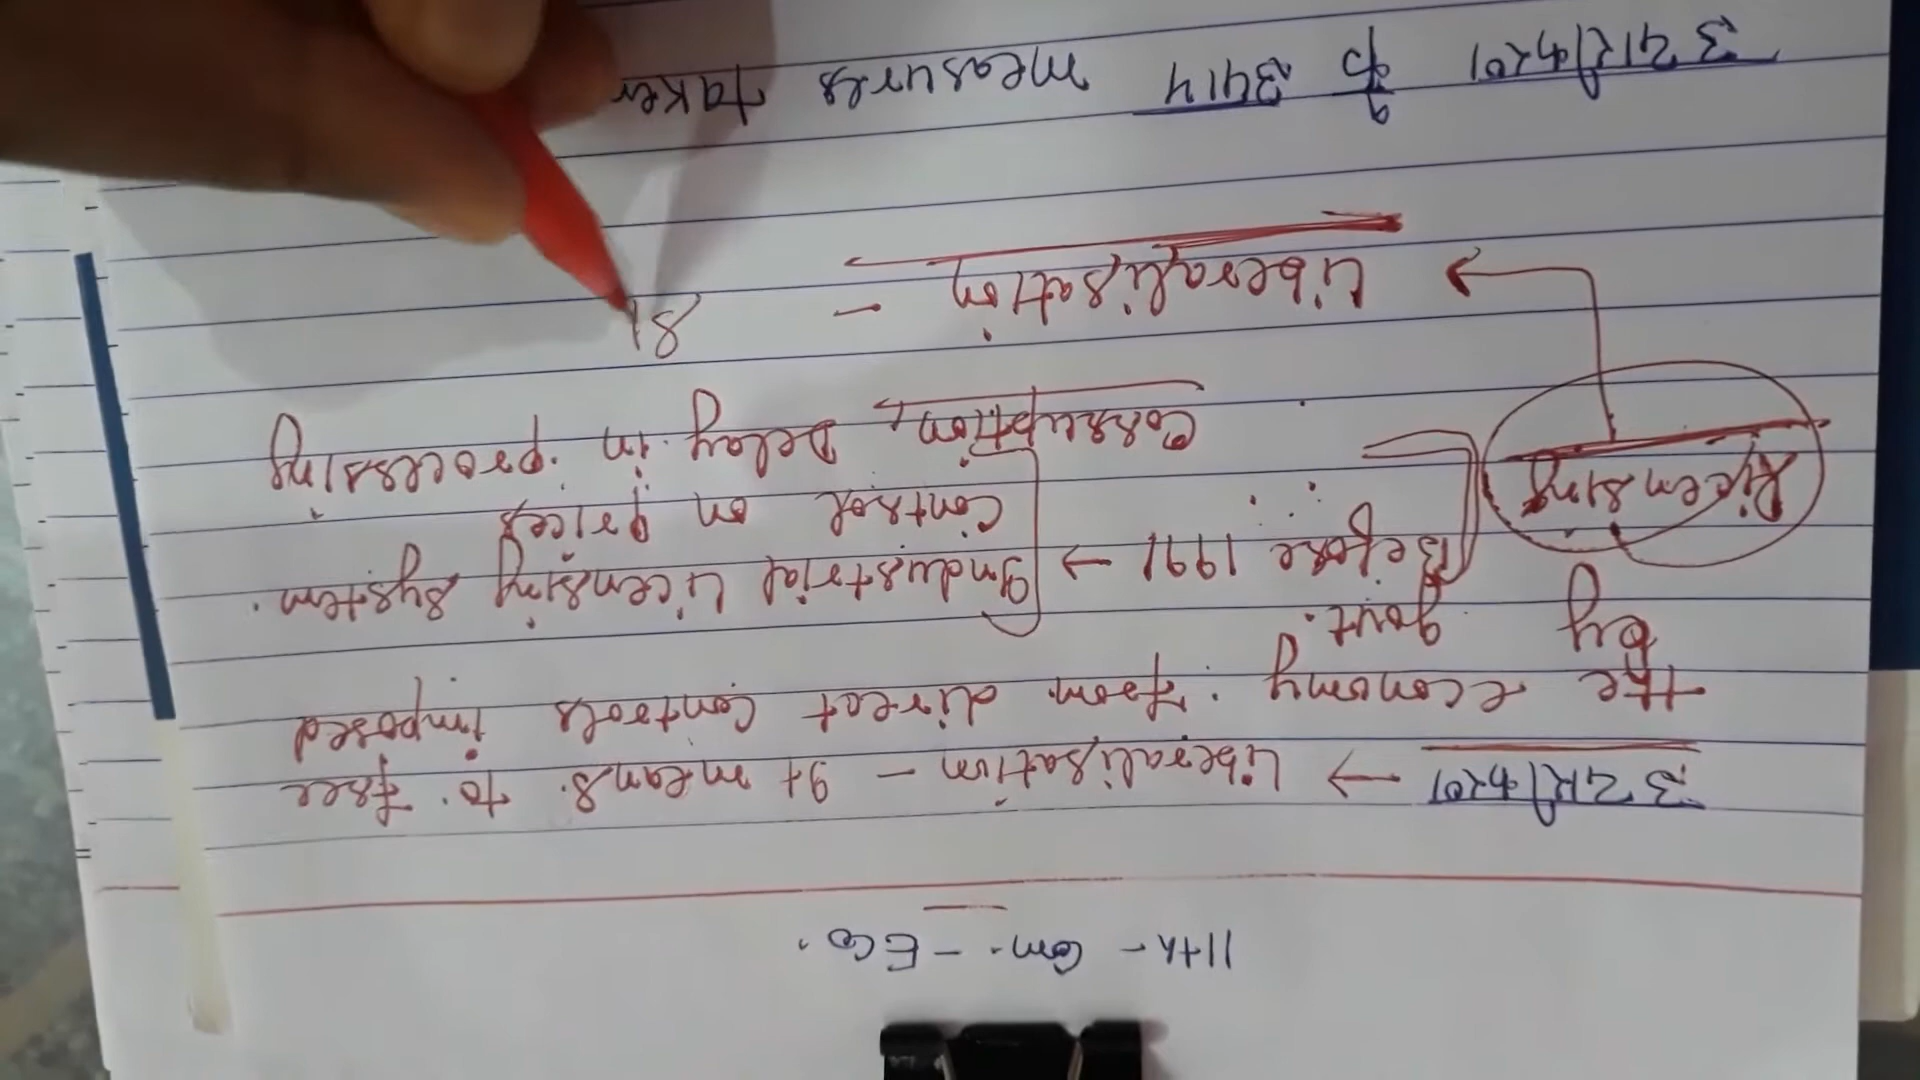 11th - Com. - Eco.
उदारीकरण → Liberalisation - It means to free
the economy from direct controls imposed
by govt.
Before 1991 → Industrial Licensing System.
Control on prices
Licensing
Corruption, Delay in processing
→ Liberalisation -
उदारीकरण के उपाय measures taken